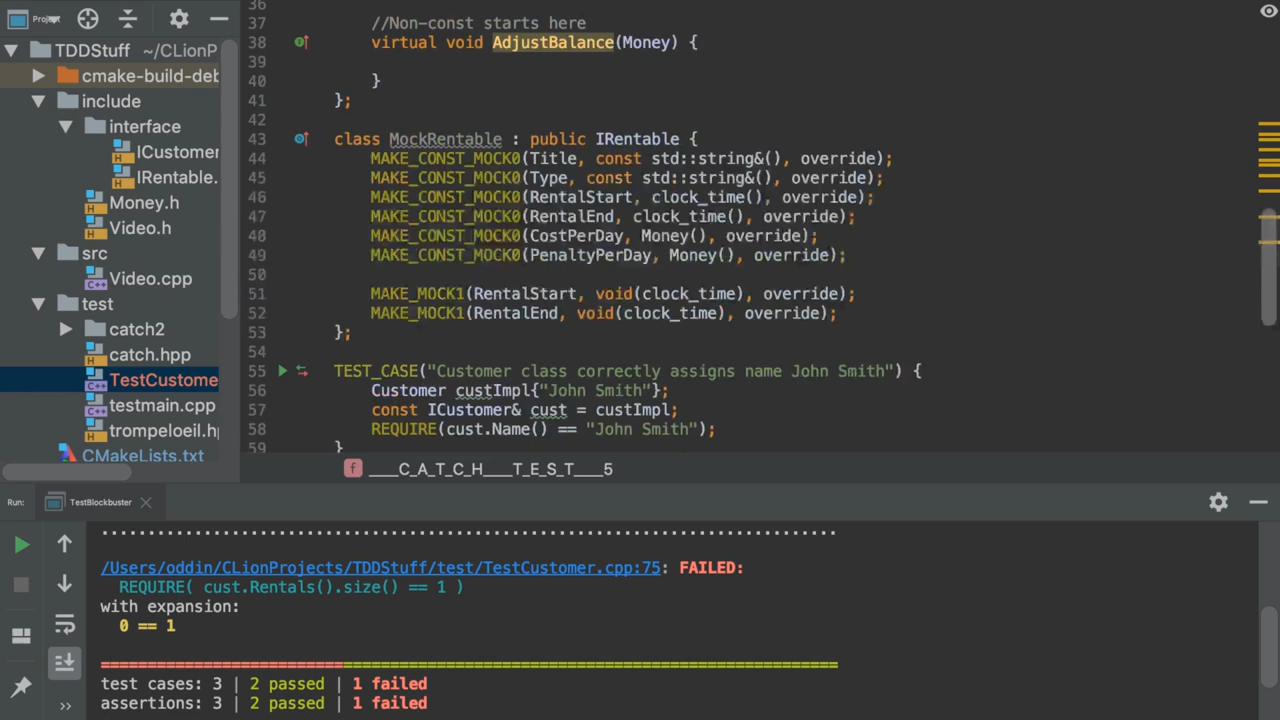 Project
TDDStuff ~/CLionP
cmake-build-deb
include
interface
ICustomer
IRentable.
Money.h
Video.h
src
Video.cpp
test
catch2
catch.hpp
TestCustome
testmain.cpp
trompeloeil.h
CMakeLists.txt
36
37 //Non-const starts here
38 virtual void AdjustBalance(Money) {
39
40 }
41 };
42
43 class MockRentable : public IRentable {
44 MAKE_CONST_MOCK0(Title, const std::string&(), override);
45 MAKE_CONST_MOCK0(Type, const std::string&(), override);
46 MAKE_CONST_MOCK0(RentalStart, clock_time(), override);
47 MAKE_CONST_MOCK0(RentalEnd, clock_time(), override);
48 MAKE_CONST_MOCK0(CostPerDay, Money(), override);
49 MAKE_CONST_MOCK0(PenaltyPerDay, Money(), override);
50
51 MAKE_MOCK1(RentalStart, void(clock_time), override);
52 MAKE_MOCK1(RentalEnd, void(clock_time), override);
53 };
54
55 TEST_CASE("Customer class correctly assigns name John Smith") {
56 Customer custImpl{"John Smith"};
57 const ICustomer& cust = custImpl;
58 REQUIRE(cust.Name() == "John Smith");
59 }
f ____C_A_T_C_H____T_E_S_T____5
Run: TestBlockbuster
...............................................................................
/Users/oddin/CLionProjects/TDDStuff/test/TestCustomer.cpp:75: FAILED:
REQUIRE( cust.Rentals().size() == 1 )
with expansion:
0 == 1
===============================================================================
test cases: 3 | 2 passed | 1 failed
assertions: 3 | 2 passed | 1 failed